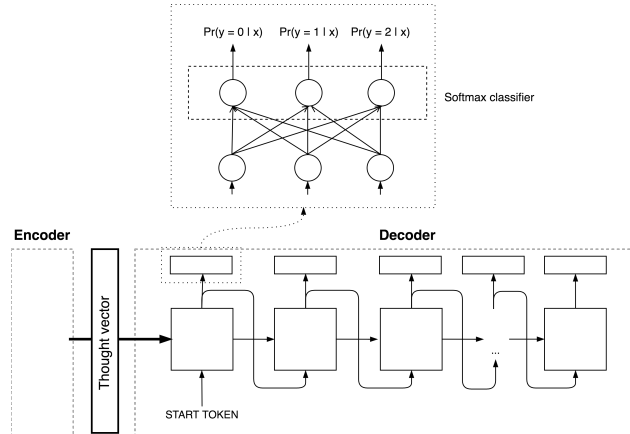 Pr(y = 0 | x) Pr(y = 1 | x) Pr(y = 2 | x)
Softmax classifier
Encoder
Decoder
Thought vector
...
START TOKEN